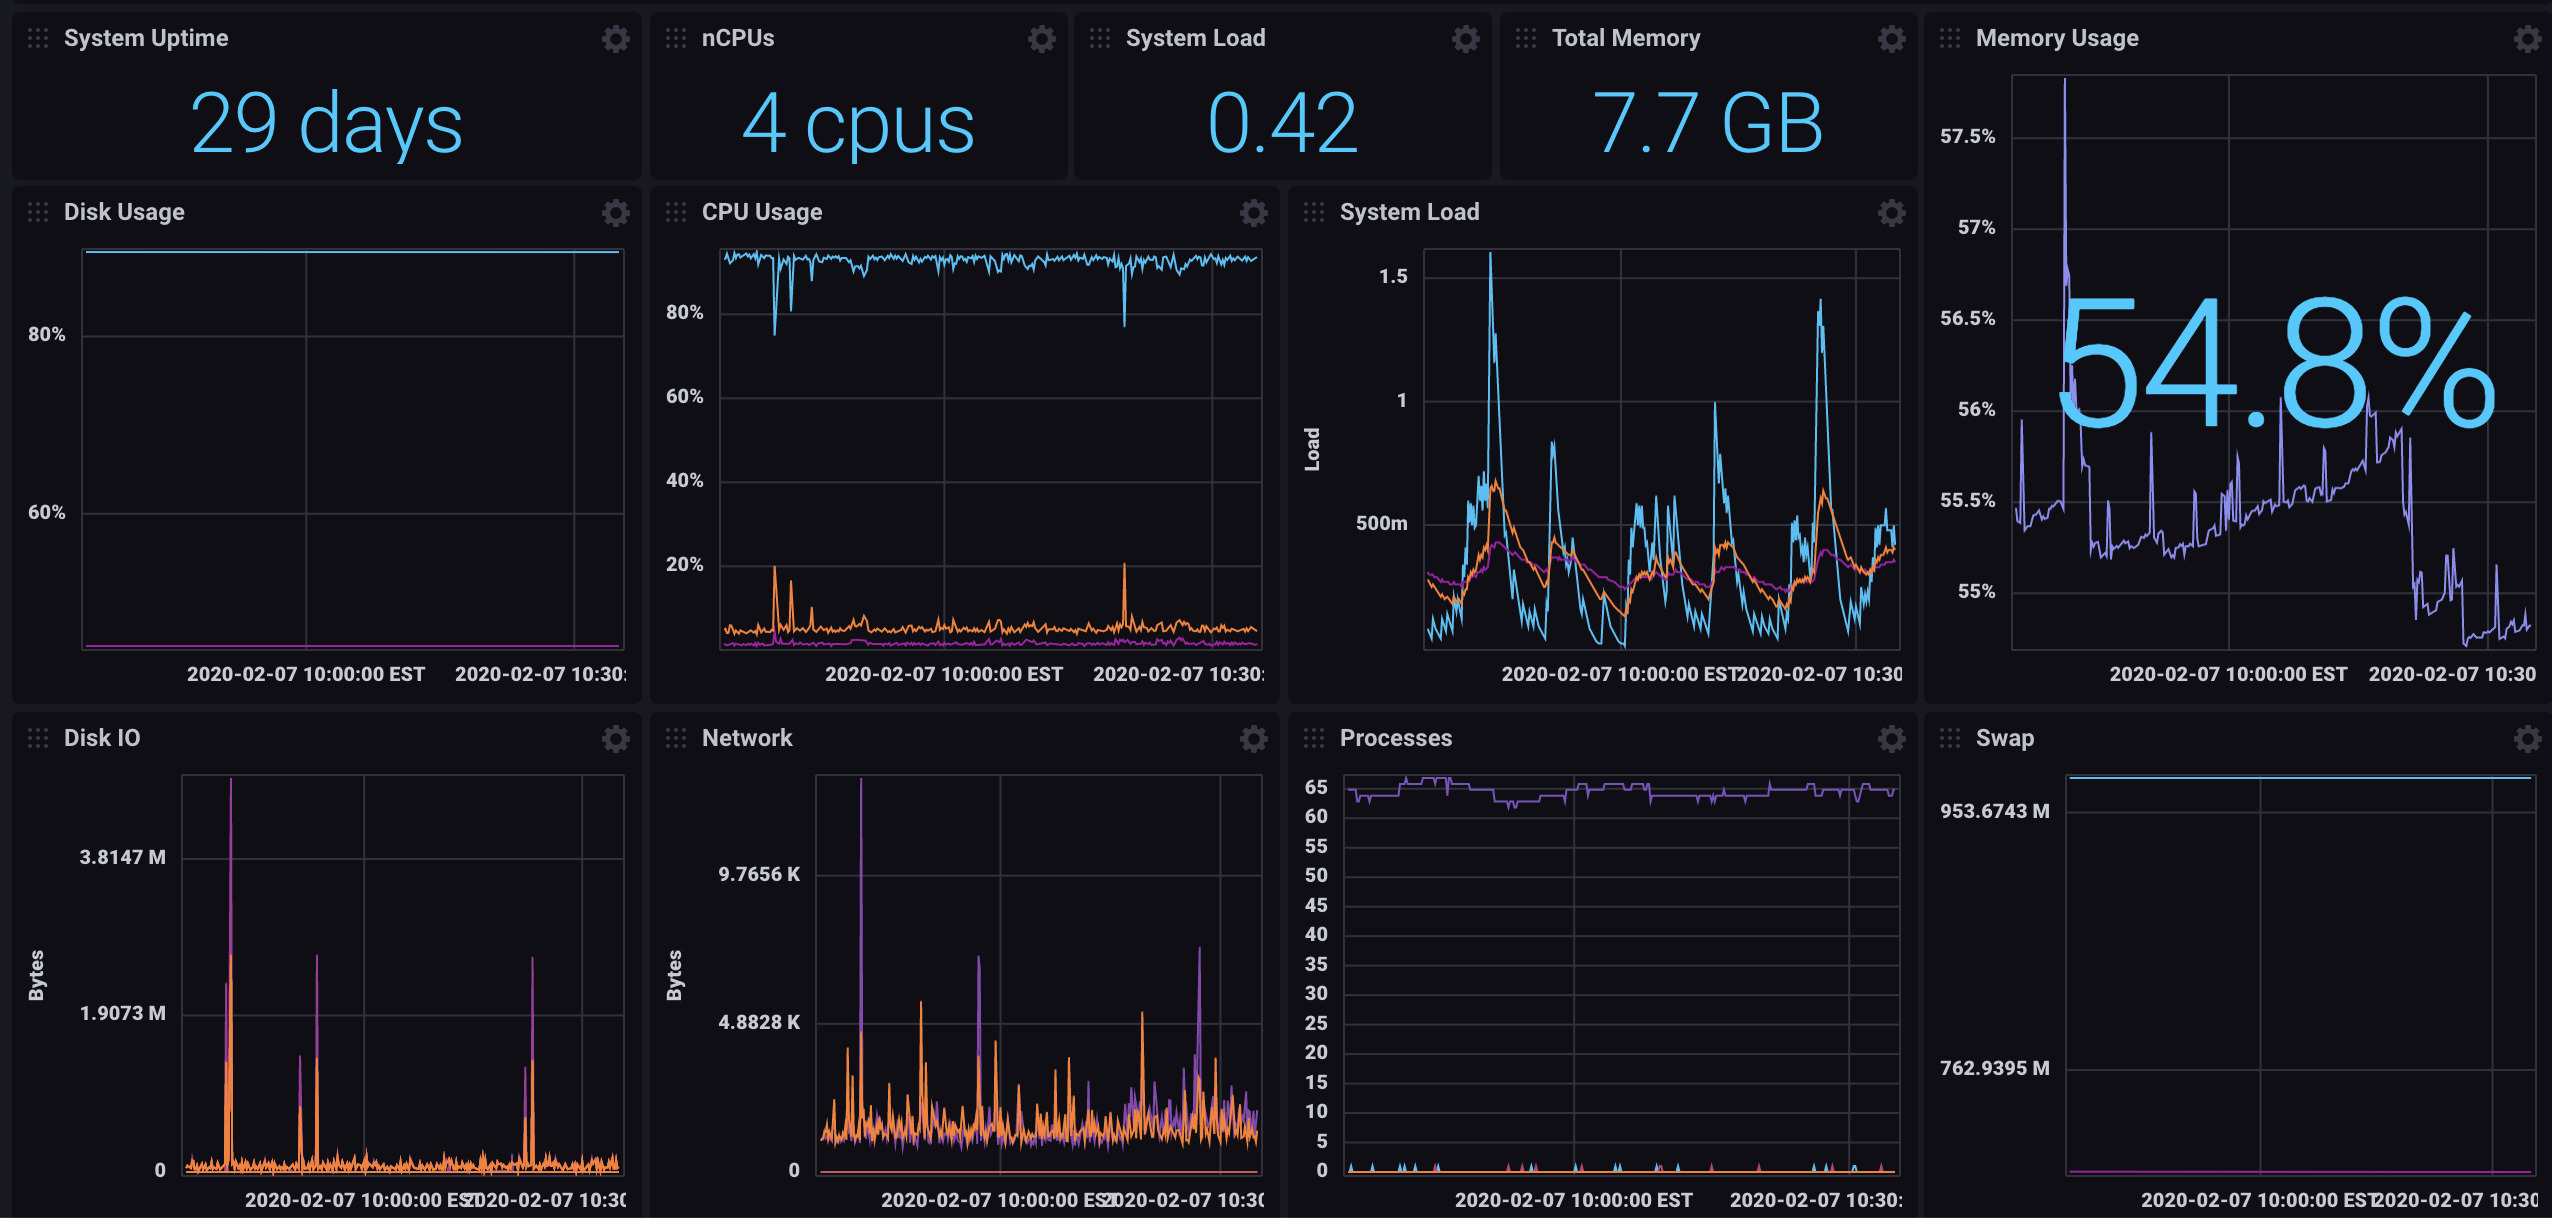 System Uptime
29 days
nCPUs
4 cpus
System Load
0.42
Total Memory
7.7 GB
Memory Usage
57.5%
57%
56.5%
56%
55.5%
55%
54.8%
2020-02-07 10:00:00 EST
2020-02-07 10:30
Disk Usage
80%
60%
2020-02-07 10:00:00 EST
2020-02-07 10:30:
CPU Usage
80%
60%
40%
20%
2020-02-07 10:00:00 EST
2020-02-07 10:30:
System Load
Load
1.5
1
500m
2020-02-07 10:00:00 EST
2020-02-07 10:30
Disk IO
Bytes
3.8147 M
1.9073 M
0
2020-02-07 10:00:00 EST
2020-02-07 10:30
Network
Bytes
9.7656 K
4.8828 K
0
2020-02-07 10:00:00 EST
2020-02-07 10:30
Processes
65
60
55
50
45
40
35
30
25
20
15
10
5
0
2020-02-07 10:00:00 EST
2020-02-07 10:30:
Swap
953.6743 M
762.9395 M
2020-02-07 10:00:00 EST
2020-02-07 10:30